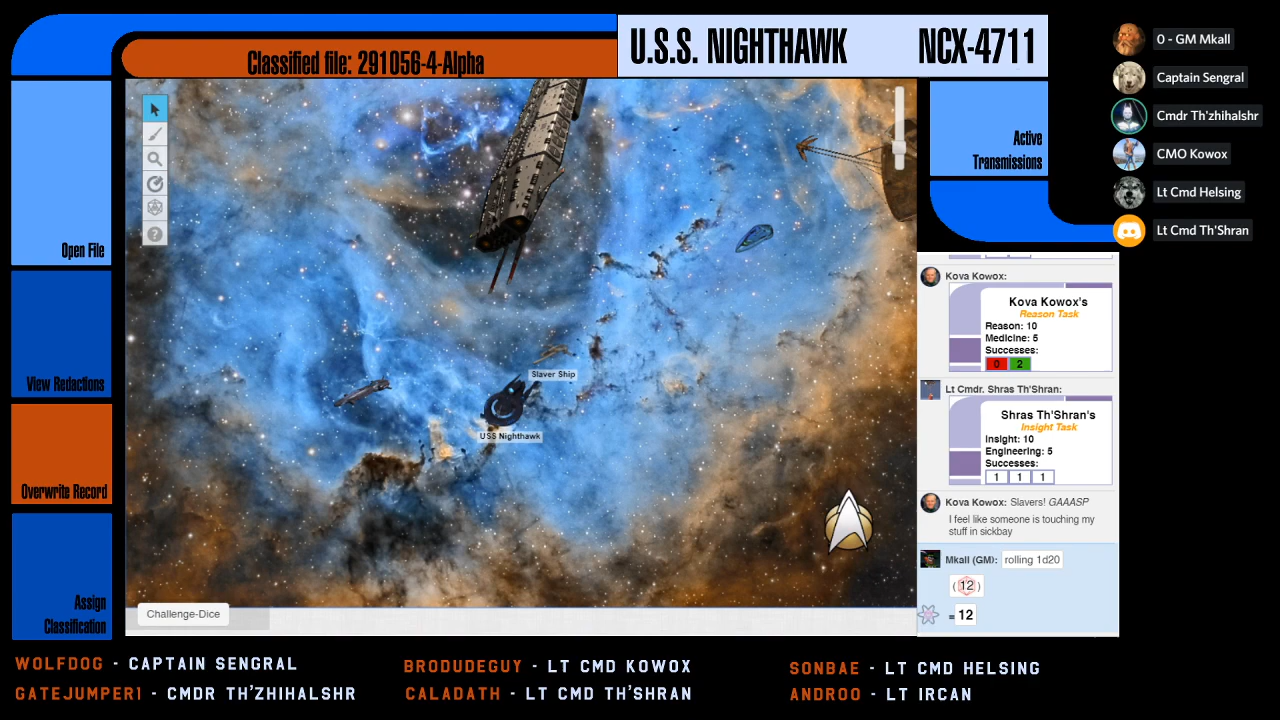 Classified file: 291056-4-Alpha
U.S.S. NIGHTHAWK NCX-4711
Open File
View Redactions
Overwrite Record
Assign
Classification
Active
Transmissions
0 - GM Mkall
Captain Sengral
Cmdr Th'zhihalshr
CMO Kowox
Lt Cmd Helsing
Lt Cmd Th'Shran
Slaver Ship
USS Nighthawk
Challenge-Dice
Kova Kowox:
Kova Kowox's
Reason Task
Reason: 10
Medicine: 5
Successes:
0 2
Lt Cmdr. Shras Th'Shran:
Shras Th'Shran's
Insight Task
Insight: 10
Engineering: 5
Successes:
1 1 1
Kova Kowox: Slavers! GAAASP
I feel like someone is touching my
stuff in sickbay
Mkall (GM): rolling 1d20
(12)
=12
WOLFDOG - CAPTAIN SENGRAL
BRODUDEGUY - LT CMD KOWOX
SONBAE - LT CMD HELSING
GATEJUMPER1 - CMDR TH'ZHIHALSHR
CALADATH - LT CMD TH'SHRAN
ANDROO - LT IRCAN